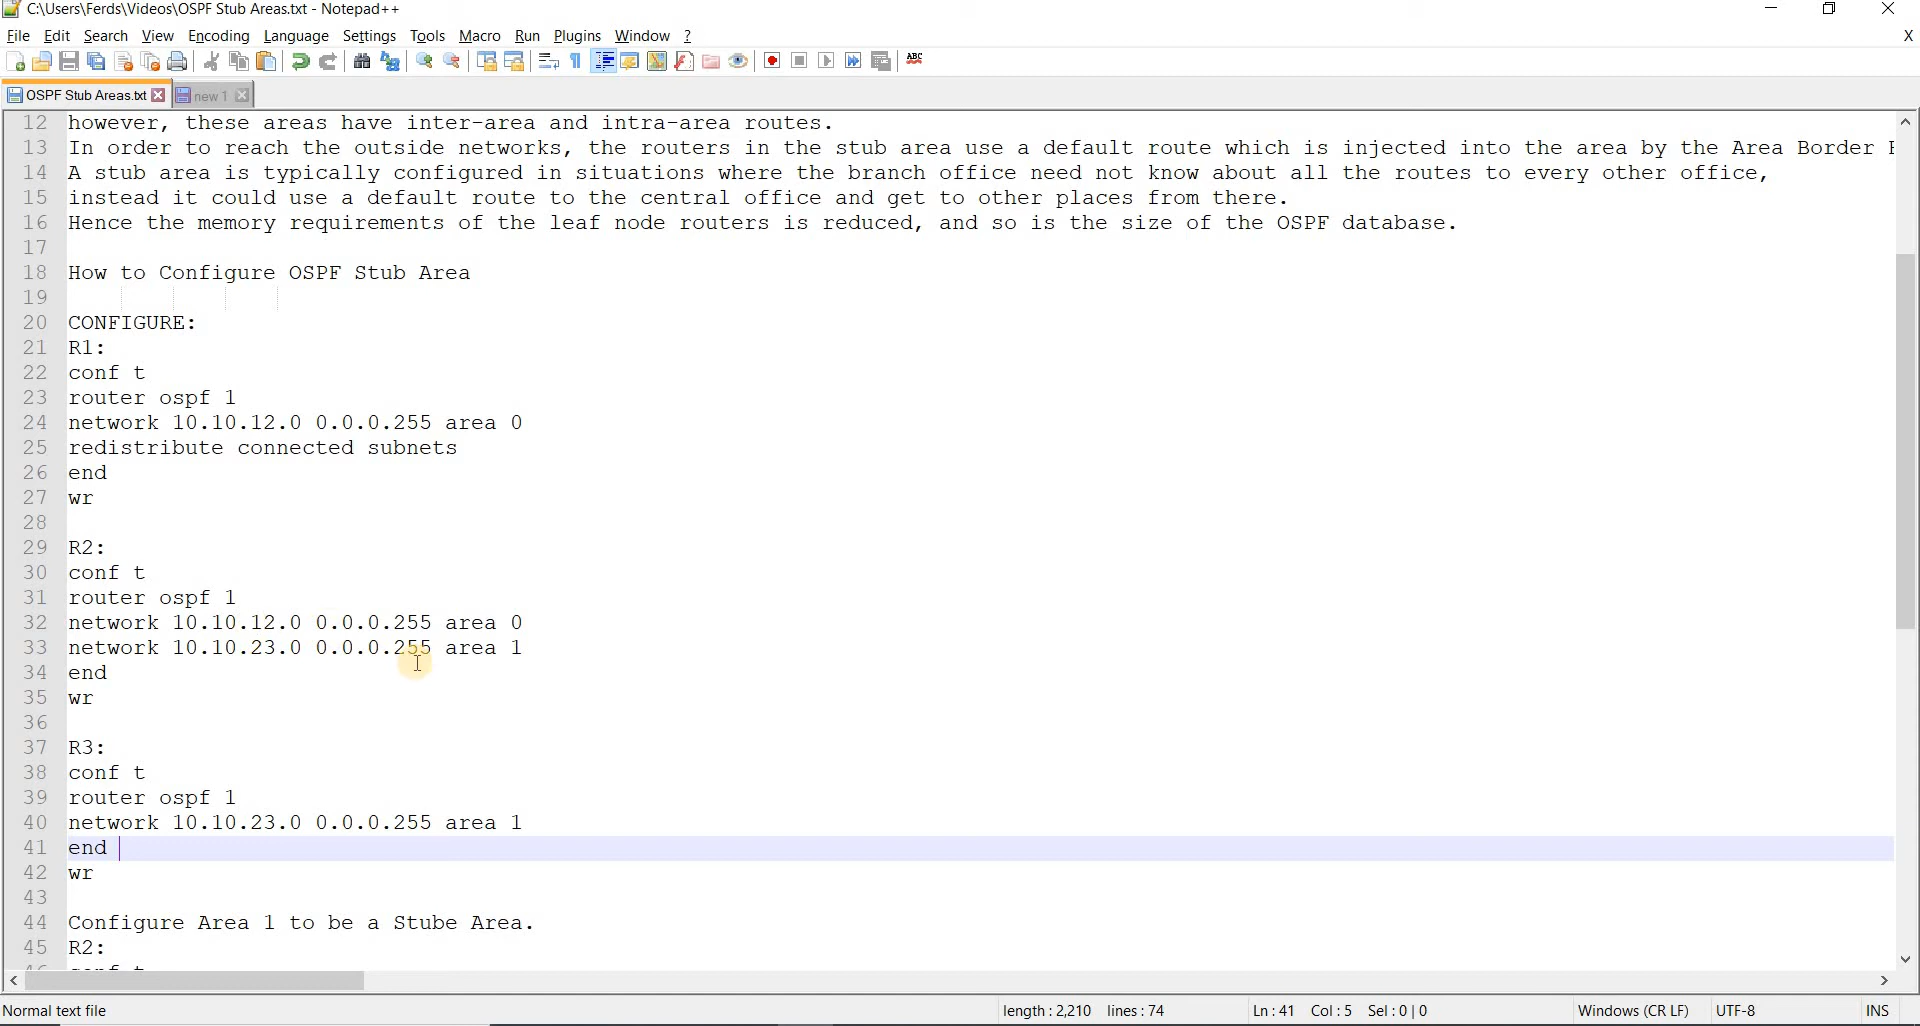 C:\Users\Ferds\Videos\OSPF Stub Areas.txt - Notepad++
File Edit Search View Encoding Language Settings Tools Macro Run Plugins Window ? X
ABC
OSPF Stub Areas.txt new 1
12 however, these areas have inter-area and intra-area routes.
13 In order to reach the outside networks, the routers in the stub area use a default route which is injected into the area by the Area Border
14 A stub area is typically configured in situations where the branch office need not know about all the routes to every other office,
15 instead it could use a default route to the central office and get to other places from there.
16 Hence the memory requirements of the leaf node routers is reduced, and so is the size of the OSPF database.
17
18 How to Configure OSPF Stub Area
19
20 CONFIGURE:
21 R1:
22 conf t
23 router ospf 1
24 network 10.10.12.0 0.0.0.255 area 0
25 redistribute connected subnets
26 end
27 wr
28
29 R2:
30 conf t
31 router ospf 1
32 network 10.10.12.0 0.0.0.255 area 0
33 network 10.10.23.0 0.0.0.255 area 1
34 end
35 wr
36
37 R3:
38 conf t
39 router ospf 1
40 network 10.10.23.0 0.0.0.255 area 1
41 end
42 wr
43
44 Configure Area 1 to be a Stube Area.
45 R2:
Normal text file length : 2,210 lines : 74 Ln : 41 Col : 5 Sel : 0 | 0 Windows (CR LF) UTF-8 INS